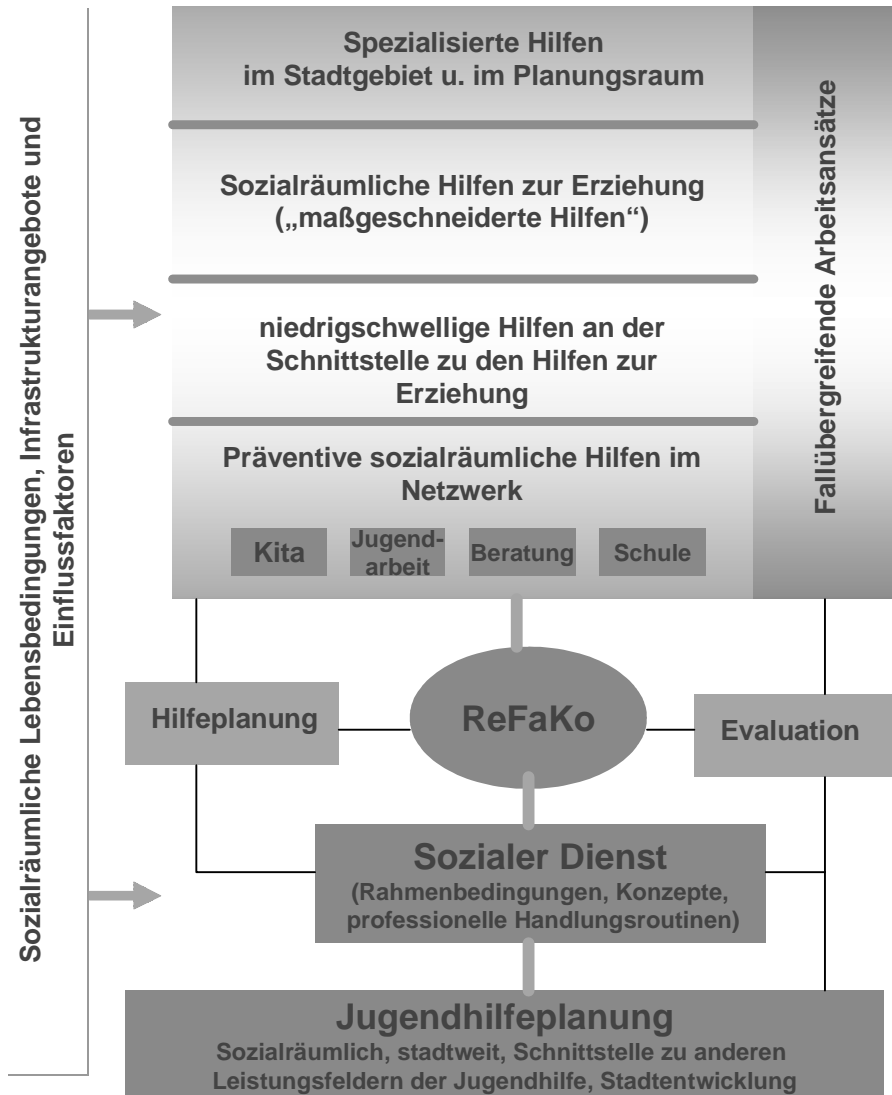 Sozialräumliche Lebensbedingungen, Infrastrukturangebote und
Einflussfaktoren
Spezialisierte Hilfen
im Stadtgebiet u. im Planungsraum
Sozialräumliche Hilfen zur Erziehung
(„maßgeschneiderte Hilfen“)
niedrigschwellige Hilfen an der
Schnittstelle zu den Hilfen zur
Erziehung
Präventive sozialräumliche Hilfen im
Netzwerk
Kita
Jugend-
arbeit
Beratung
Schule
Fallübergreifende Arbeitsansätze
Hilfeplanung
ReFaKo
Evaluation
Sozialer Dienst
(Rahmenbedingungen, Konzepte,
professionelle Handlungsroutinen)
Jugendhilfeplanung
Sozialräumlich, stadtweit, Schnittstelle zu anderen
Leistungsfeldern der Jugendhilfe, Stadtentwicklung